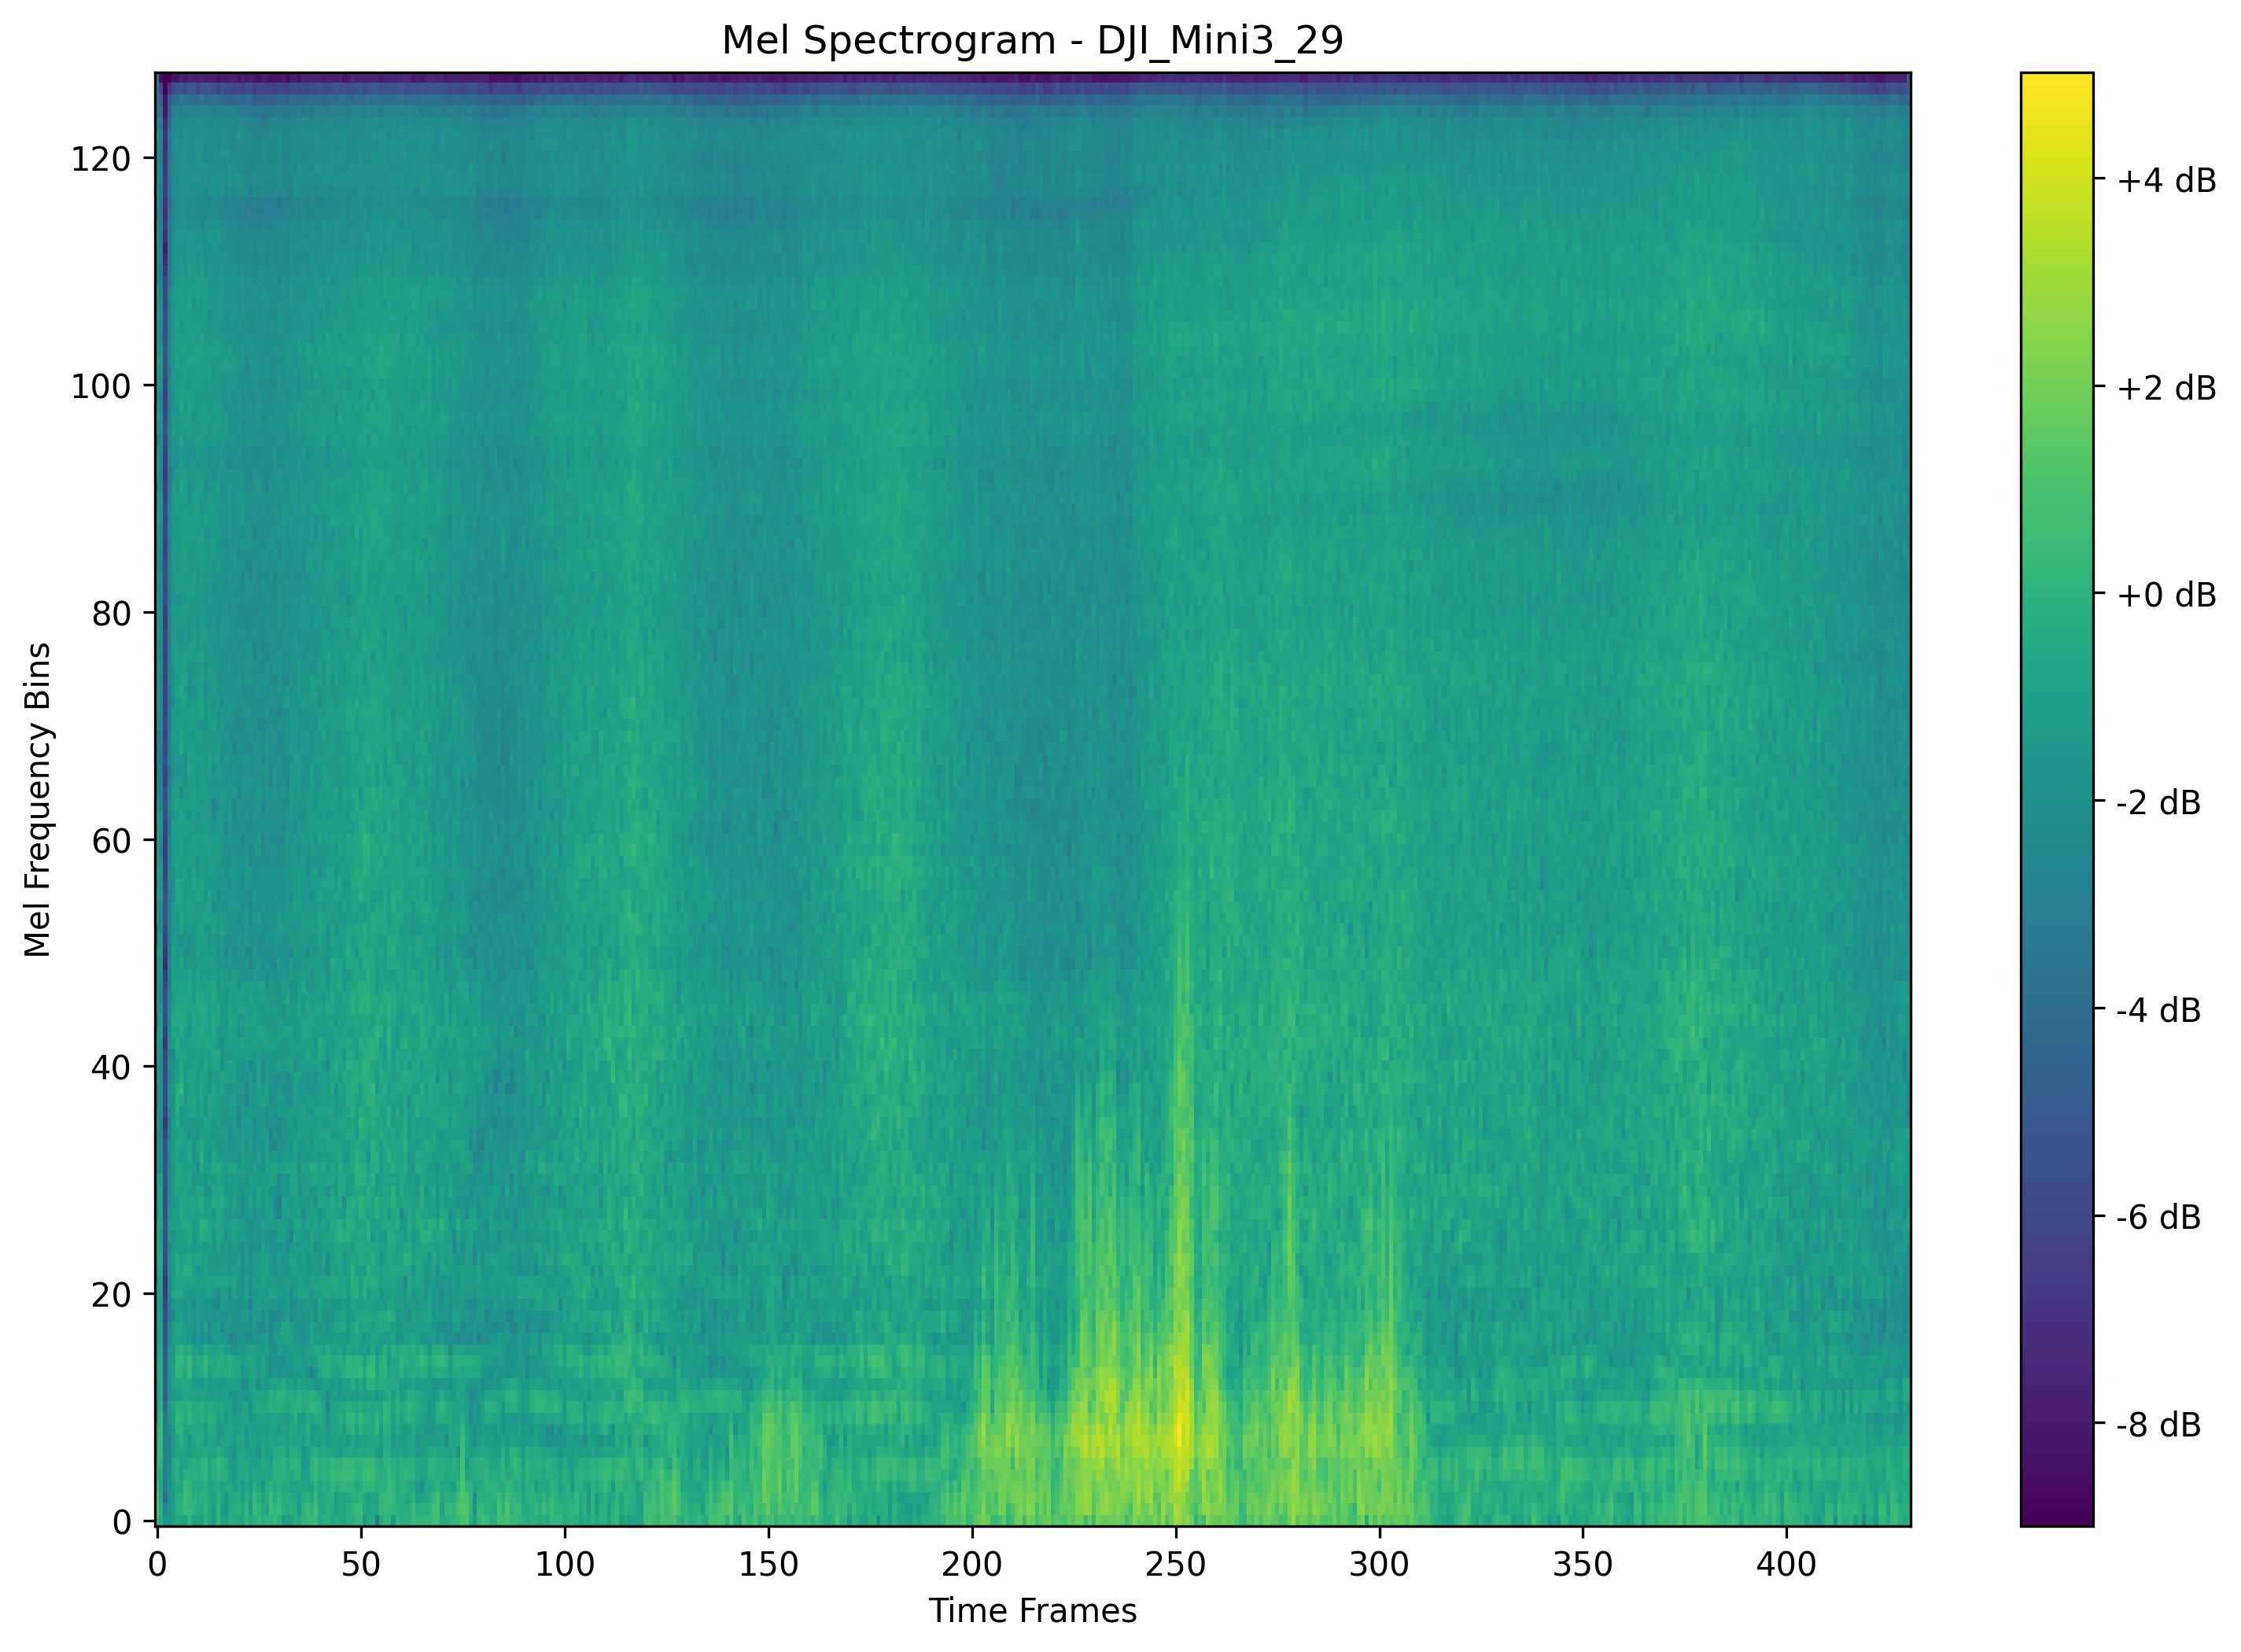 Mel Spectrogram - DJI_Mini3_29
120
100
80
60
40
20
0
Mel Frequency Bins
0 50 100 150 200 250 300 350 400
Time Frames
+4 dB
+2 dB
+0 dB
-2 dB
-4 dB
-6 dB
-8 dB